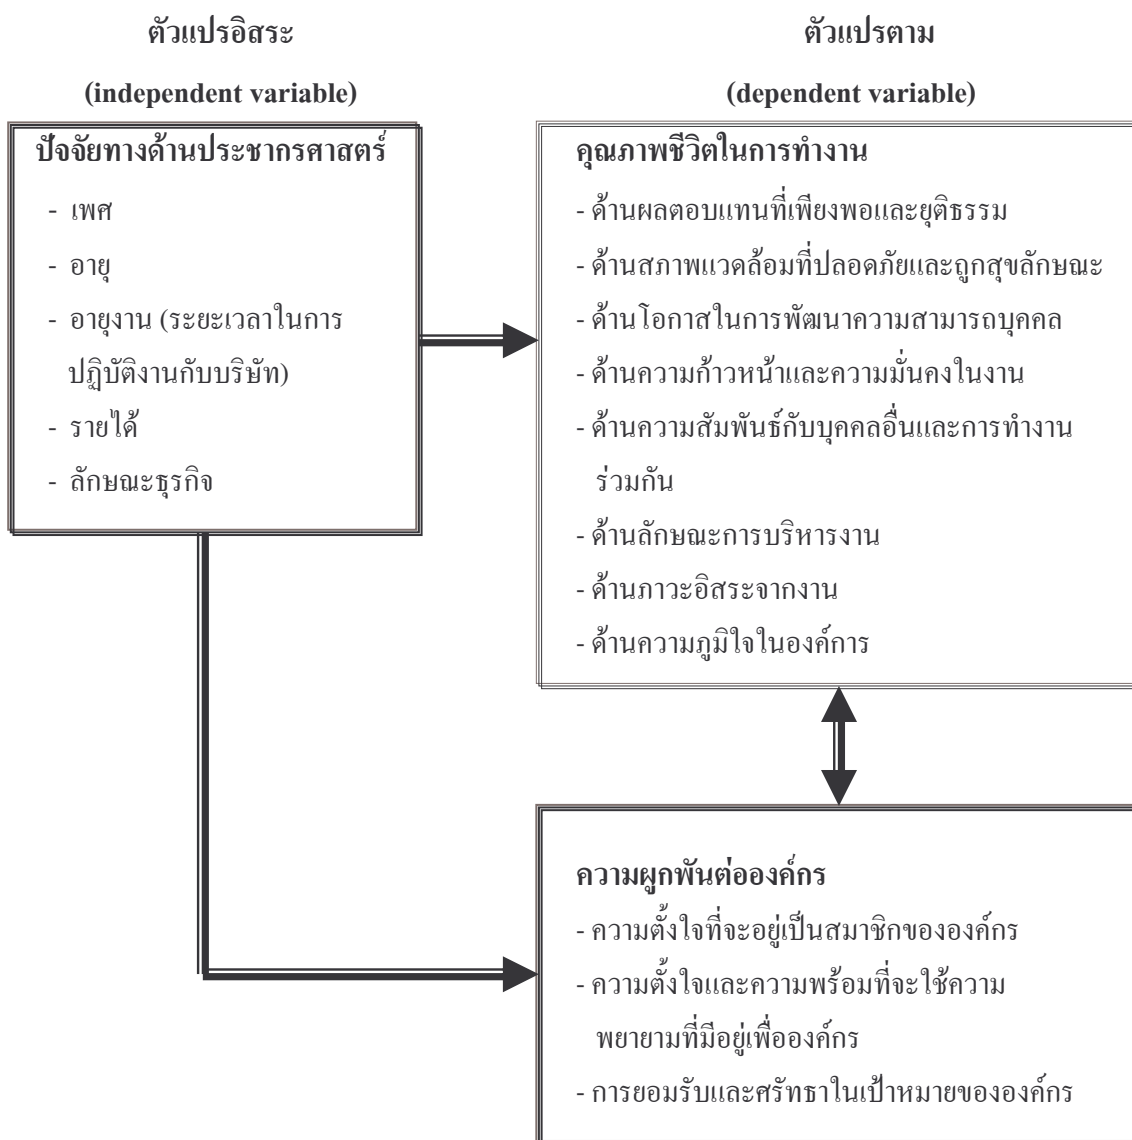 ตัวแปรอิสระ
(independent variable)
ปัจจัยทางด้านประชากรศาสตร์
- เพศ
- อายุ
- อายุงาน (ระยะเวลาในการ
ปฏิบัติงานกับบริษัท)
- รายได้
- ลักษณะธุรกิจ
ตัวแปรตาม
(dependent variable)
คุณภาพชีวิตในการทำงาน
- ด้านผลตอบแทนที่เพียงพอและยุติธรรม
- ด้านสภาพแวดล้อมที่ปลอดภัยและถูกสุขลักษณะ
- ด้านโอกาสในการพัฒนาความสามารถบุคคล
- ด้านความก้าวหน้าและความมั่นคงในงาน
- ด้านความสัมพันธ์กับบุคคลอื่นและการทำงาน
ร่วมกัน
- ด้านลักษณะการบริหารงาน
- ด้านภาวะอิสระจากงาน
- ด้านความภูมิใจในองค์การ
ความผูกพันต่อองค์กร
- ความตั้งใจที่จะอยู่เป็นสมาชิกขององค์กร
- ความตั้งใจและความพร้อมที่จะใช้ความ
พยายามที่มีอยู่เพื่อองค์กร
- การยอมรับและศรัทธาในเป้าหมายขององค์กร